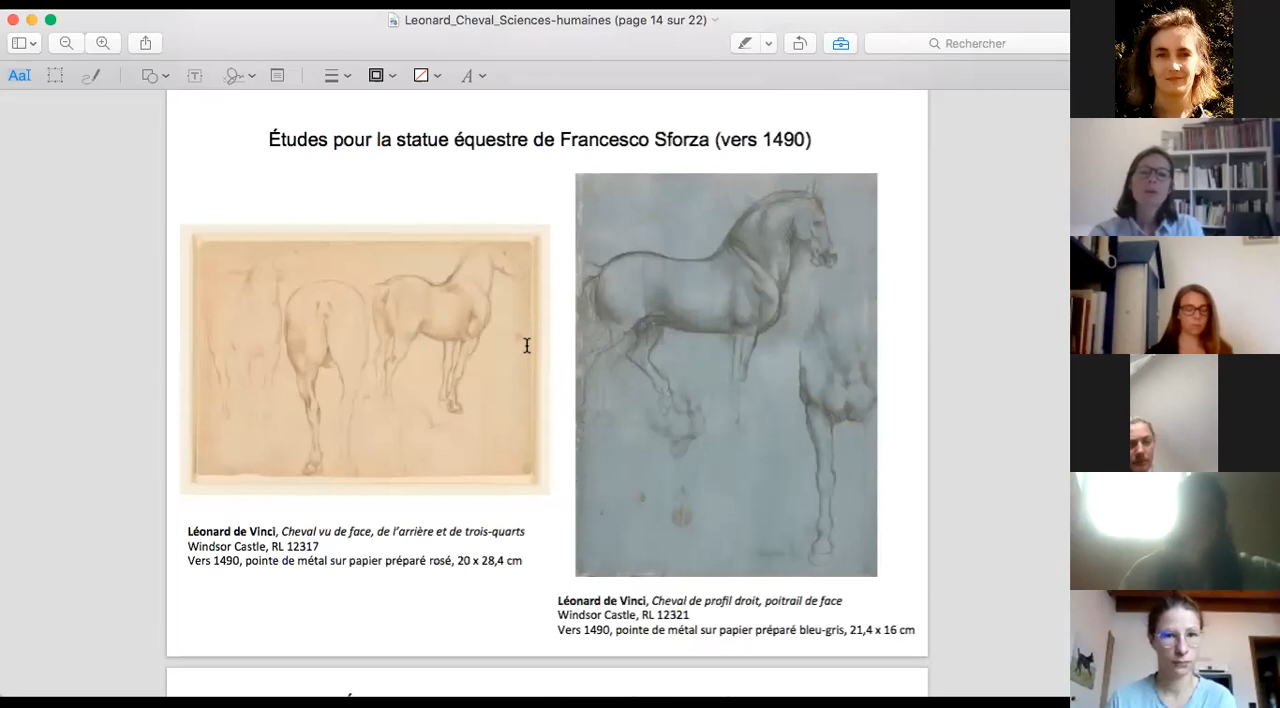 Leonard_Cheval_Sciences-humaines (page 14 sur 22)
Rechercher
AaI
T
A
Études pour la statue équestre de Francesco Sforza (vers 1490)
Léonard de Vinci, Cheval vu de face, de l'arrière et de trois-quarts
Windsor Castle, RL 12317
Vers 1490, pointe de métal sur papier préparé rosé, 20 x 28,4 cm
Léonard de Vinci, Cheval de profil droit, poitrail de face
Windsor Castle, RL 12321
Vers 1490, pointe de métal sur papier préparé bleu-gris, 21,4 x 16 cm